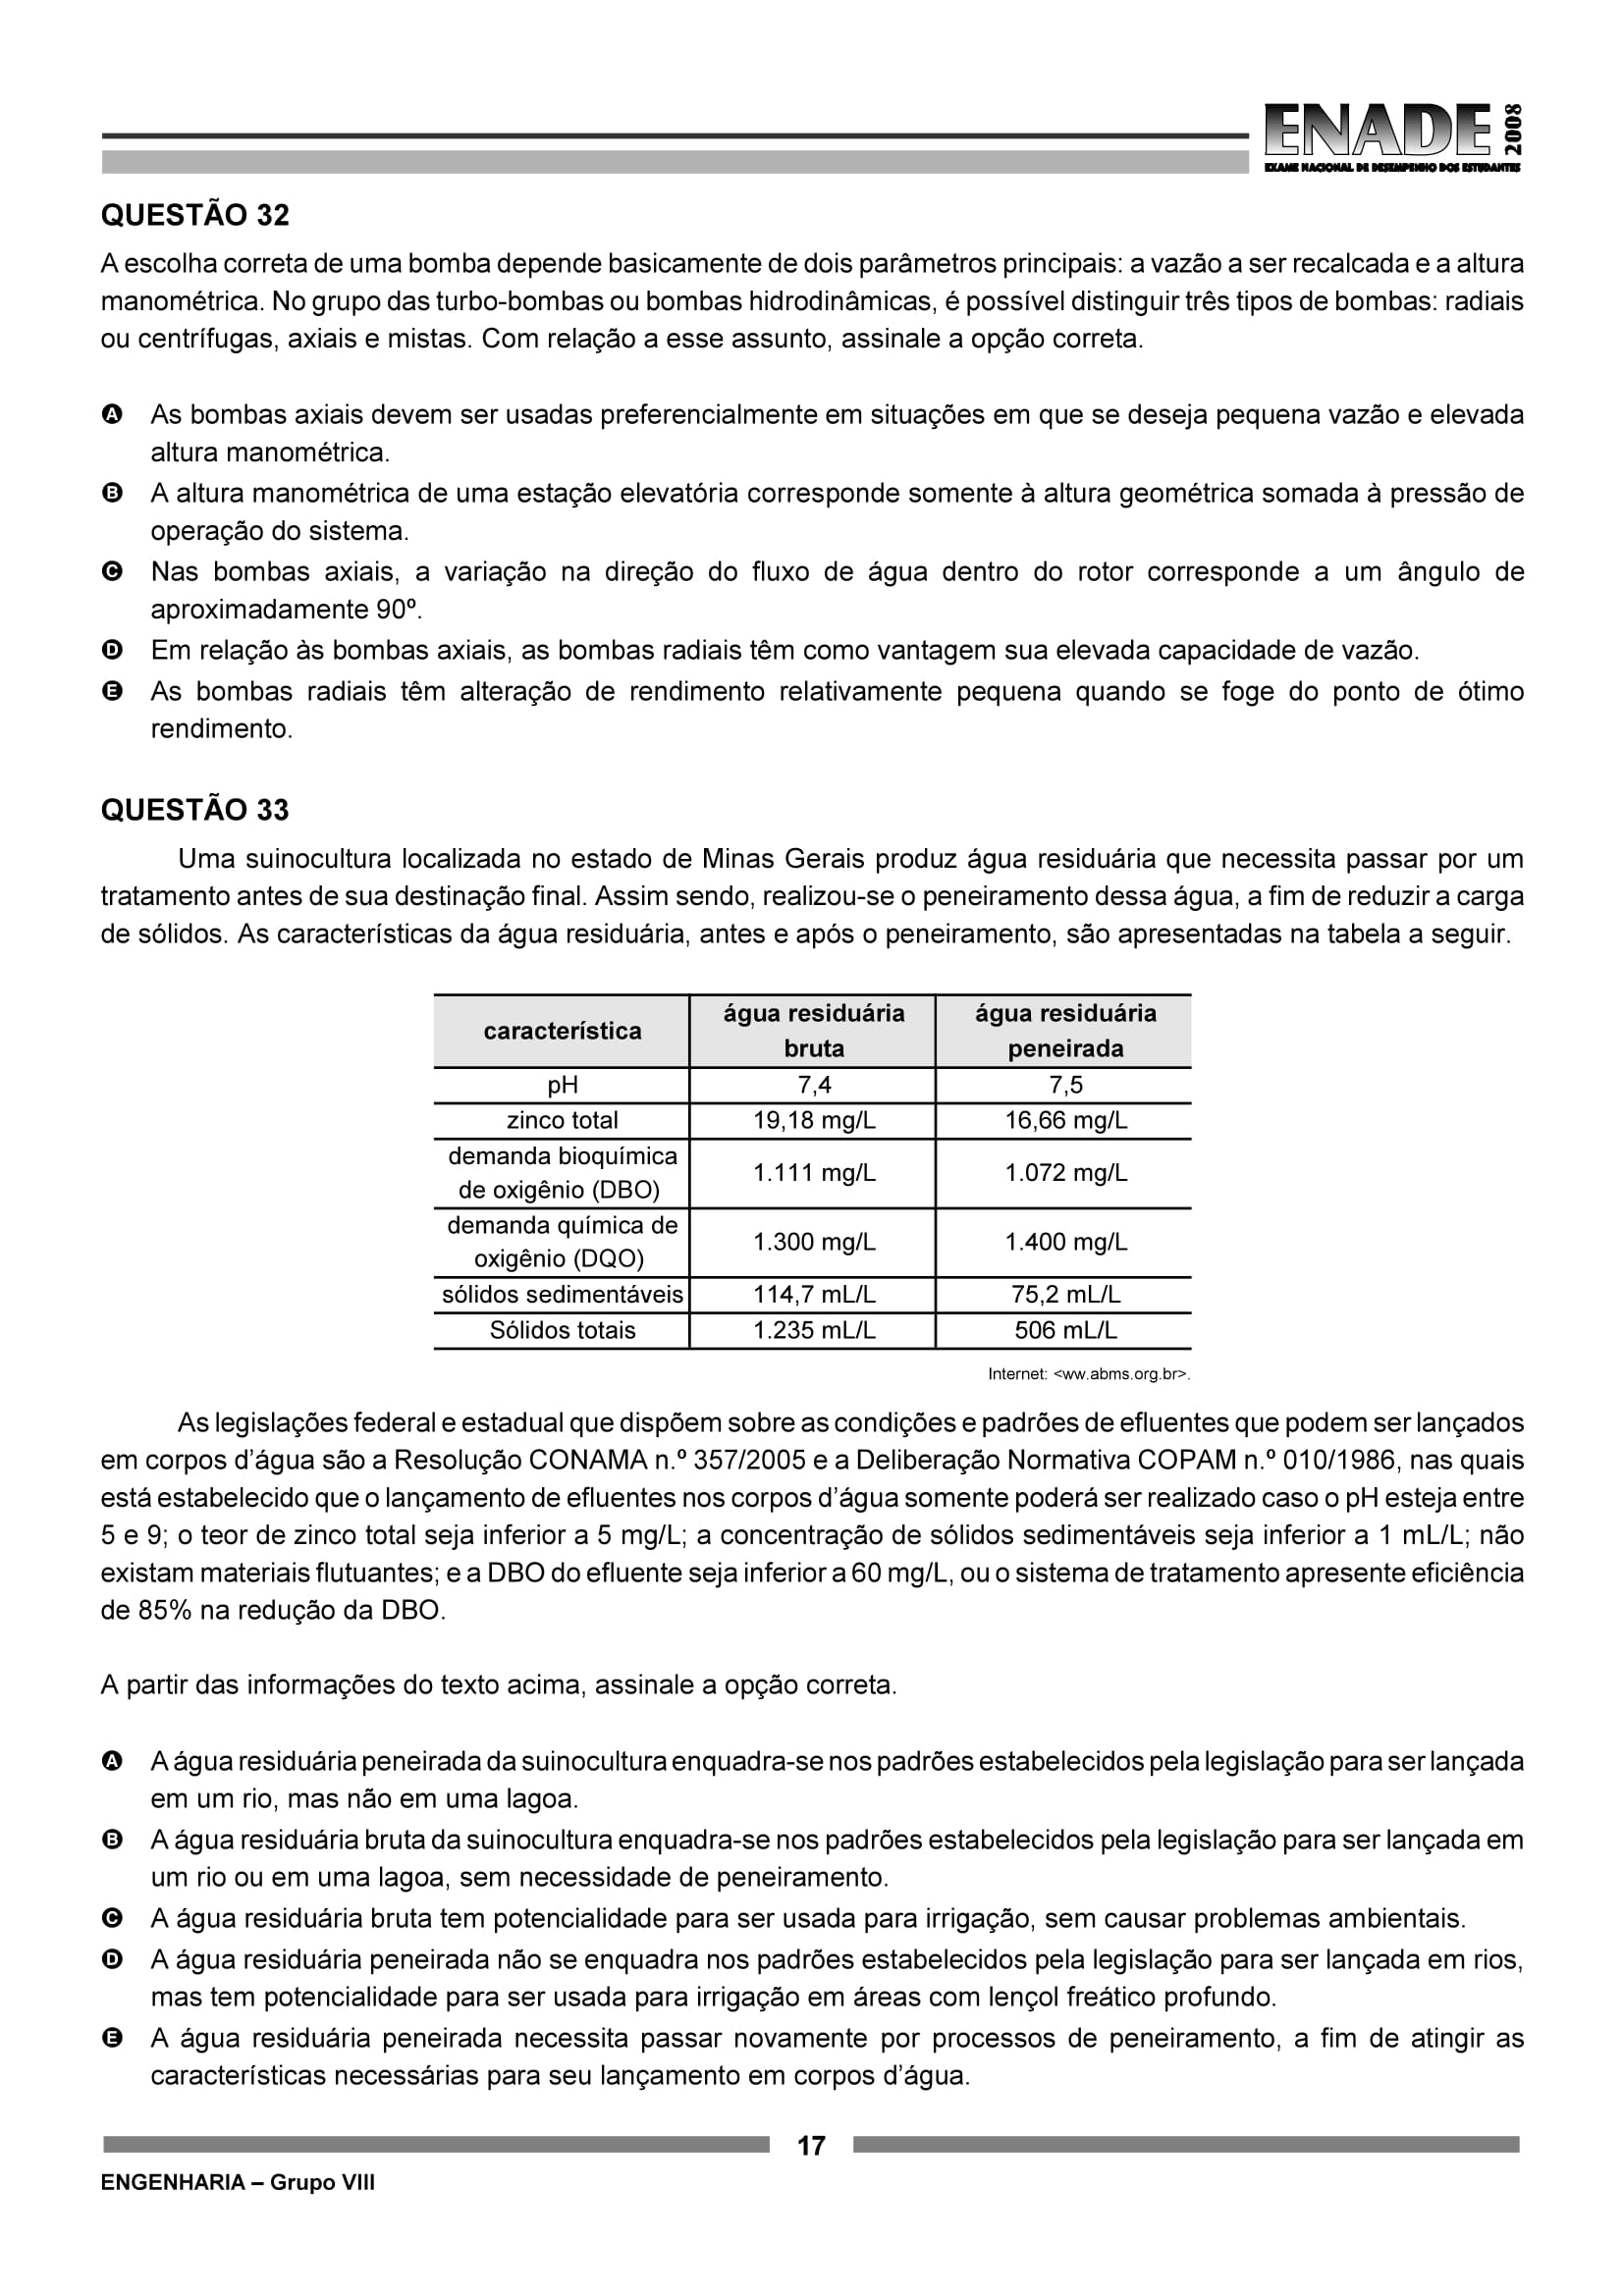 ENADE 2008
EXAME NACIONAL DE DESEMPENHO DOS ESTUDANTES
QUESTÃO 32
A escolha correta de uma bomba depende basicamente de dois parâmetros principais: a vazão a ser recalcada e a altura
manométrica. No grupo das turbo-bombas ou bombas hidrodinâmicas, é possível distinguir três tipos de bombas: radiais
ou centrífugas, axiais e mistas. Com relação a esse assunto, assinale a opção correta.
A As bombas axiais devem ser usadas preferencialmente em situações em que se deseja pequena vazão e elevada
altura manométrica.
B A altura manométrica de uma estação elevatória corresponde somente à altura geométrica somada à pressão de
operação do sistema.
C Nas bombas axiais, a variação na direção do fluxo de água dentro do rotor corresponde a um ângulo de
aproximadamente 90º.
D Em relação às bombas axiais, as bombas radiais têm como vantagem sua elevada capacidade de vazão.
E As bombas radiais têm alteração de rendimento relativamente pequena quando se foge do ponto de ótimo
rendimento.
QUESTÃO 33
Uma suinocultura localizada no estado de Minas Gerais produz água residuária que necessita passar por um
tratamento antes de sua destinação final. Assim sendo, realizou-se o peneiramento dessa água, a fim de reduzir a carga
de sólidos. As características da água residuária, antes e após o peneiramento, são apresentadas na tabela a seguir.
característica água residuária bruta água residuária peneirada
pH 7,4 7,5
zinco total 19,18 mg/L 16,66 mg/L
demanda bioquímica de oxigênio (DBO) 1.111 mg/L 1.072 mg/L
demanda química de oxigênio (DQO) 1.300 mg/L 1.400 mg/L
sólidos sedimentáveis 114,7 mL/L 75,2 mL/L
Sólidos totais 1.235 mL/L 506 mL/L
Internet: <ww.abms.org.br>.
As legislações federal e estadual que dispõem sobre as condições e padrões de efluentes que podem ser lançados
em corpos d’água são a Resolução CONAMA n.º 357/2005 e a Deliberação Normativa COPAM n.º 010/1986, nas quais
está estabelecido que o lançamento de efluentes nos corpos d’água somente poderá ser realizado caso o pH esteja entre
5 e 9; o teor de zinco total seja inferior a 5 mg/L; a concentração de sólidos sedimentáveis seja inferior a 1 mL/L; não
existam materiais flutuantes; e a DBO do efluente seja inferior a 60 mg/L, ou o sistema de tratamento apresente eficiência
de 85% na redução da DBO.
A partir das informações do texto acima, assinale a opção correta.
A A água residuária peneirada da suinocultura enquadra-se nos padrões estabelecidos pela legislação para ser lançada
em um rio, mas não em uma lagoa.
B A água residuária bruta da suinocultura enquadra-se nos padrões estabelecidos pela legislação para ser lançada em
um rio ou em uma lagoa, sem necessidade de peneiramento.
C A água residuária bruta tem potencialidade para ser usada para irrigação, sem causar problemas ambientais.
D A água residuária peneirada não se enquadra nos padrões estabelecidos pela legislação para ser lançada em rios,
mas tem potencialidade para ser usada para irrigação em áreas com lençol freático profundo.
E A água residuária peneirada necessita passar novamente por processos de peneiramento, a fim de atingir as
características necessárias para seu lançamento em corpos d’água.
17
ENGENHARIA – Grupo VIII